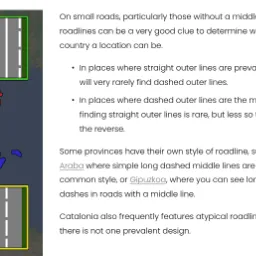 On small roads, particularly those without a middle
roadlines can be a very good clue to determine w
country a location can be.
• In places where straight outer lines are preva
will very rarely find dashed outer lines.
• In places where dashed outer lines are the m
finding straight outer lines is rare, but less so t
the reverse.
Some provinces have their own style of roadline, su
Araba where simple long dashed middle lines are
common style, or Gipuzkoa, where you can see lon
dashes in roads with a middle line.
Catalonia also frequently features atypical roadlin
there is not one prevalent design.